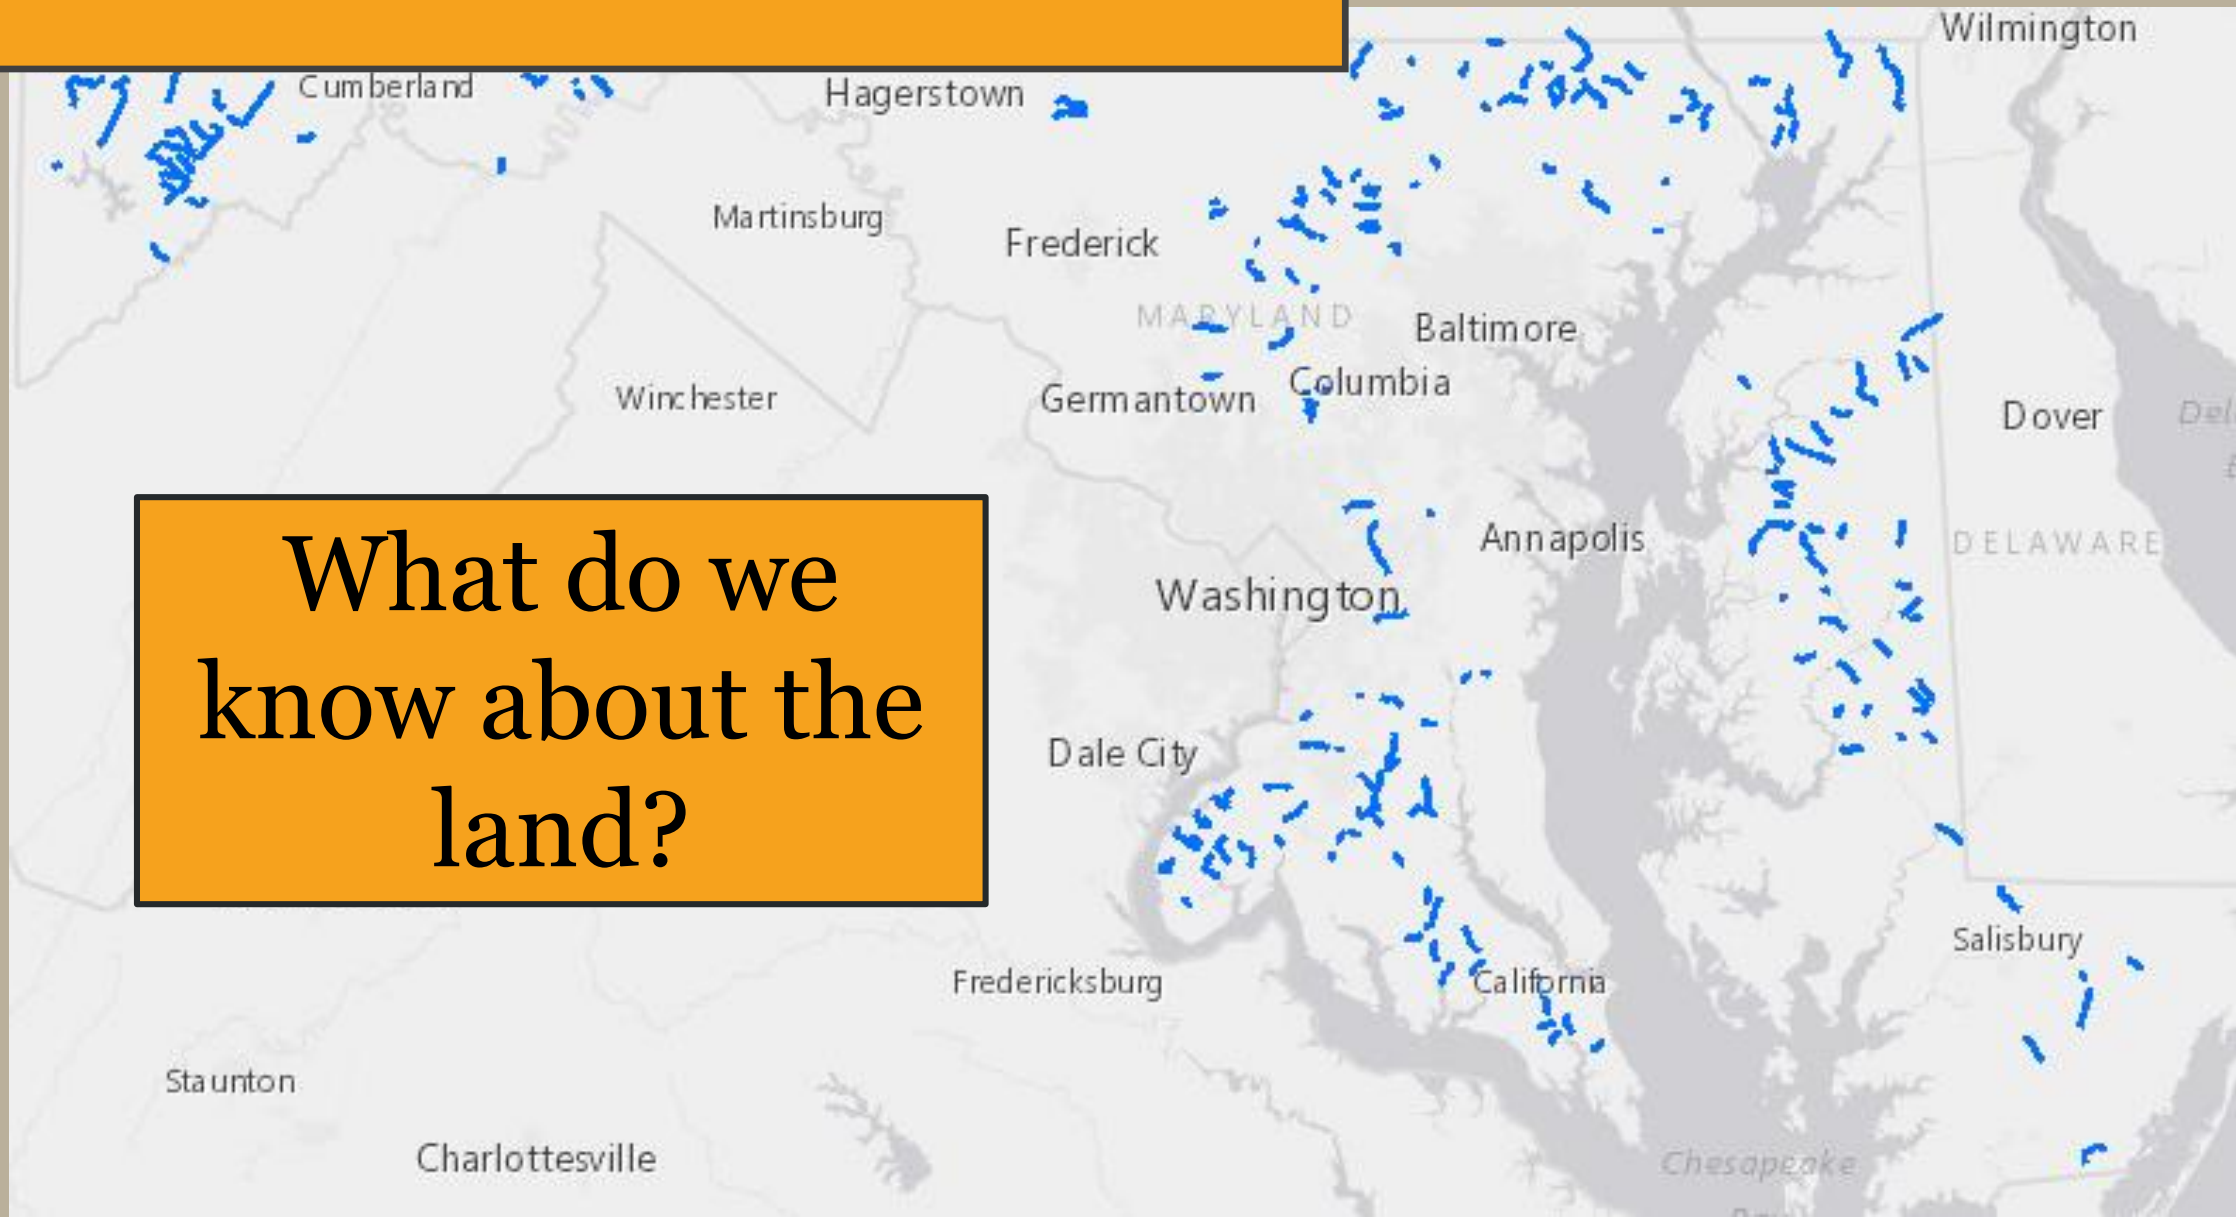 Wilmington
Cumberland
Hagerstown
Martinsburg
Frederick
MARYLAND
Baltimore
Columbia
Winchester
Germantown
Dover
What do we
know about the
land?
Annapolis
DELAWARE
Washington
Dale City
Salisbury
Fredericksburg
California
Staunton
Charlottesville
Chesapeake